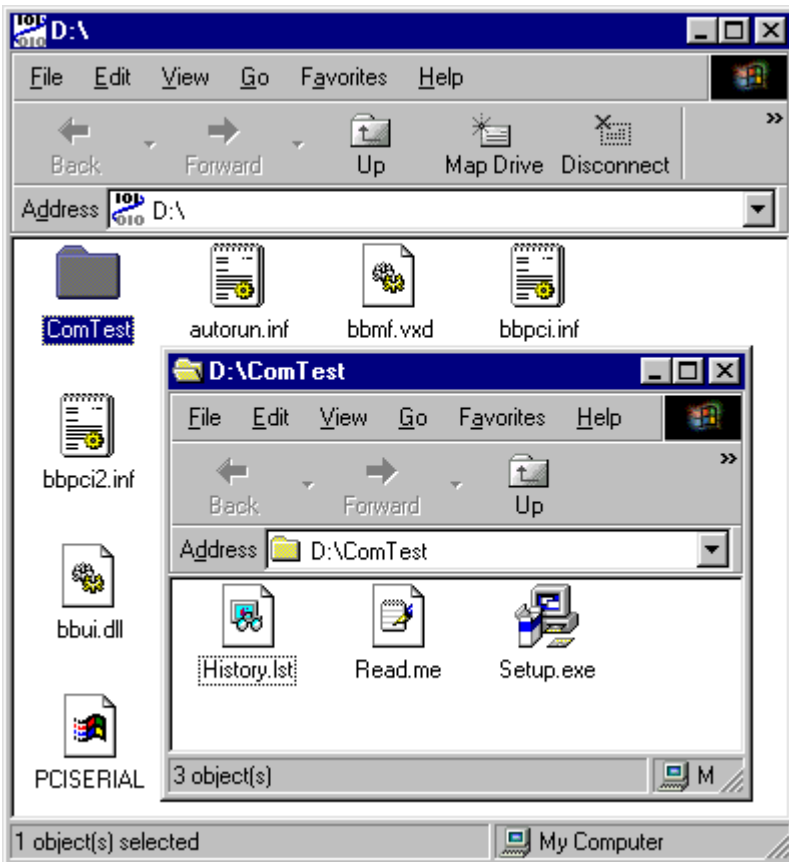 D:\
File Edit View Go Favorites Help
Back Forward Up Map Drive Disconnect »
Address D:\
ComTest autorun.inf bbmf.vxd bbpci.inf
bbpci2.inf
bbui.dll
PCISERIAL
D:\ComTest
File Edit View Go Favorites Help
Back Forward Up »
Address D:\ComTest
History.lst Read.me Setup.exe
3 object(s) M
1 object(s) selected My Computer